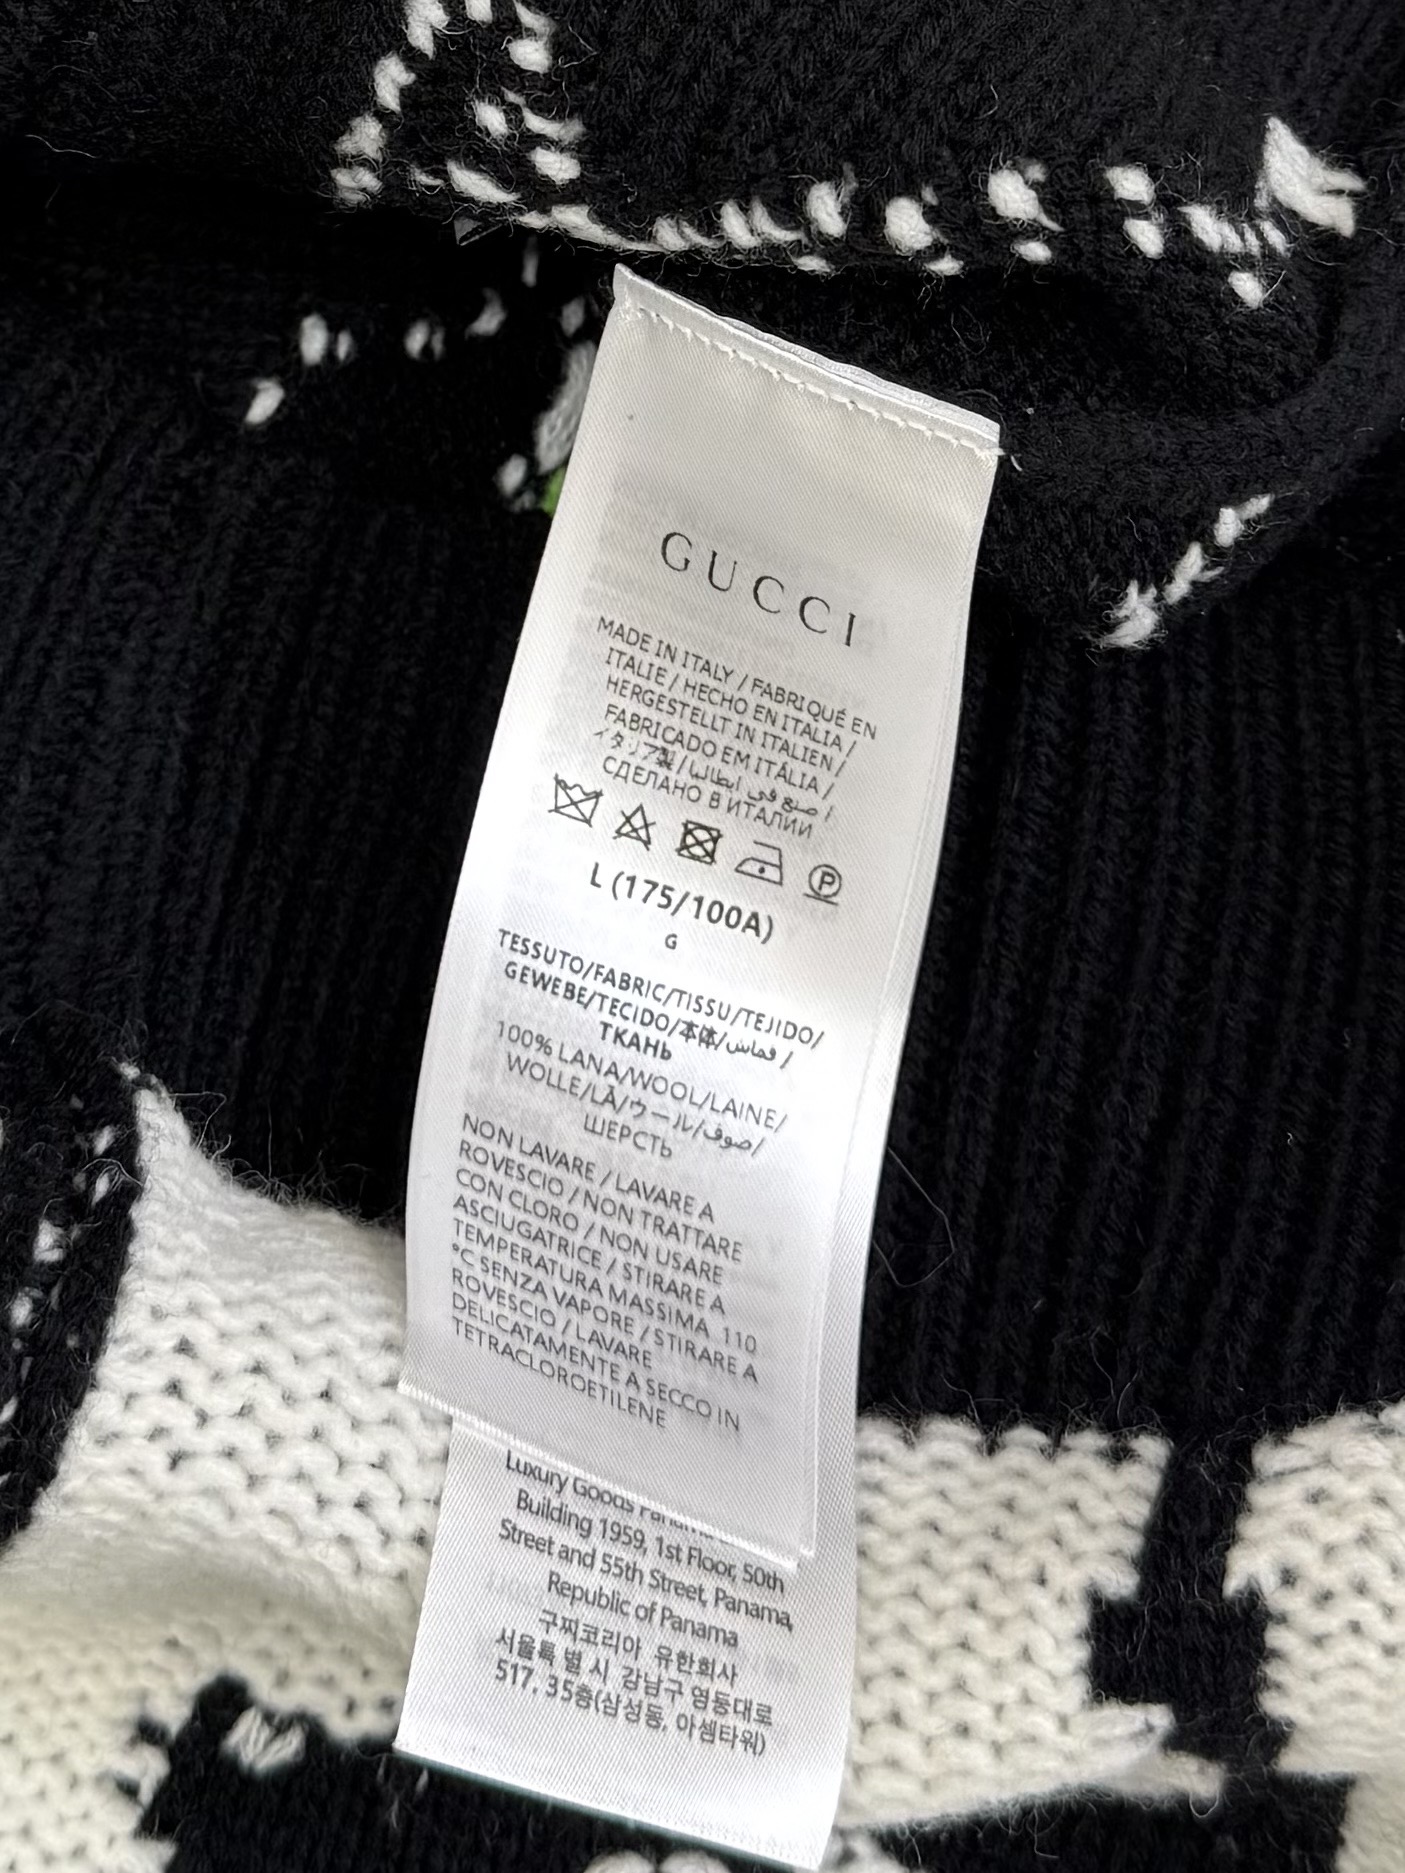 GUCCI
MADE IN ITALY / FABRIQUÉ EN
ITALIE / HECHO EN ITALIA /
HERGESTELLT IN ITALIEN /
FABRICADO EM ITÁLIA /
イタリア製/صنع في ايطاليا /
СДЕЛАНО В ИТАЛИИ
P
L (175/100A)
G
TESSUTO/FABRIC/TISSU/TEJIDO/
GEWEBE/TECIDO/本体/قماش /
ТКАНЬ
100% LANA/WOOL/LAINE/
WOLLE/LÃ/ウール/صوف/
ШЕРСТЬ
NON LAVARE / LAVARE A
ROVESCIO / NON TRATTARE
CON CLORO / NON USARE
ASCIUGATRICE / STIRARE A
TEMPERATURA MASSIMA 110
°C SENZA VAPORE / STIRARE A
ROVESCIO / LAVARE
DELICATAMENTE A SECCO IN
TETRACLOROETILENE
Luxury Goods Panama
Building 1959, 1st Floor, 50th
Street and 55th Street, Panama,
Republic of Panama
구찌코리아 유한회사
서울특별시 강남구 영동대로
517, 35층(삼성동, 아셈타워)